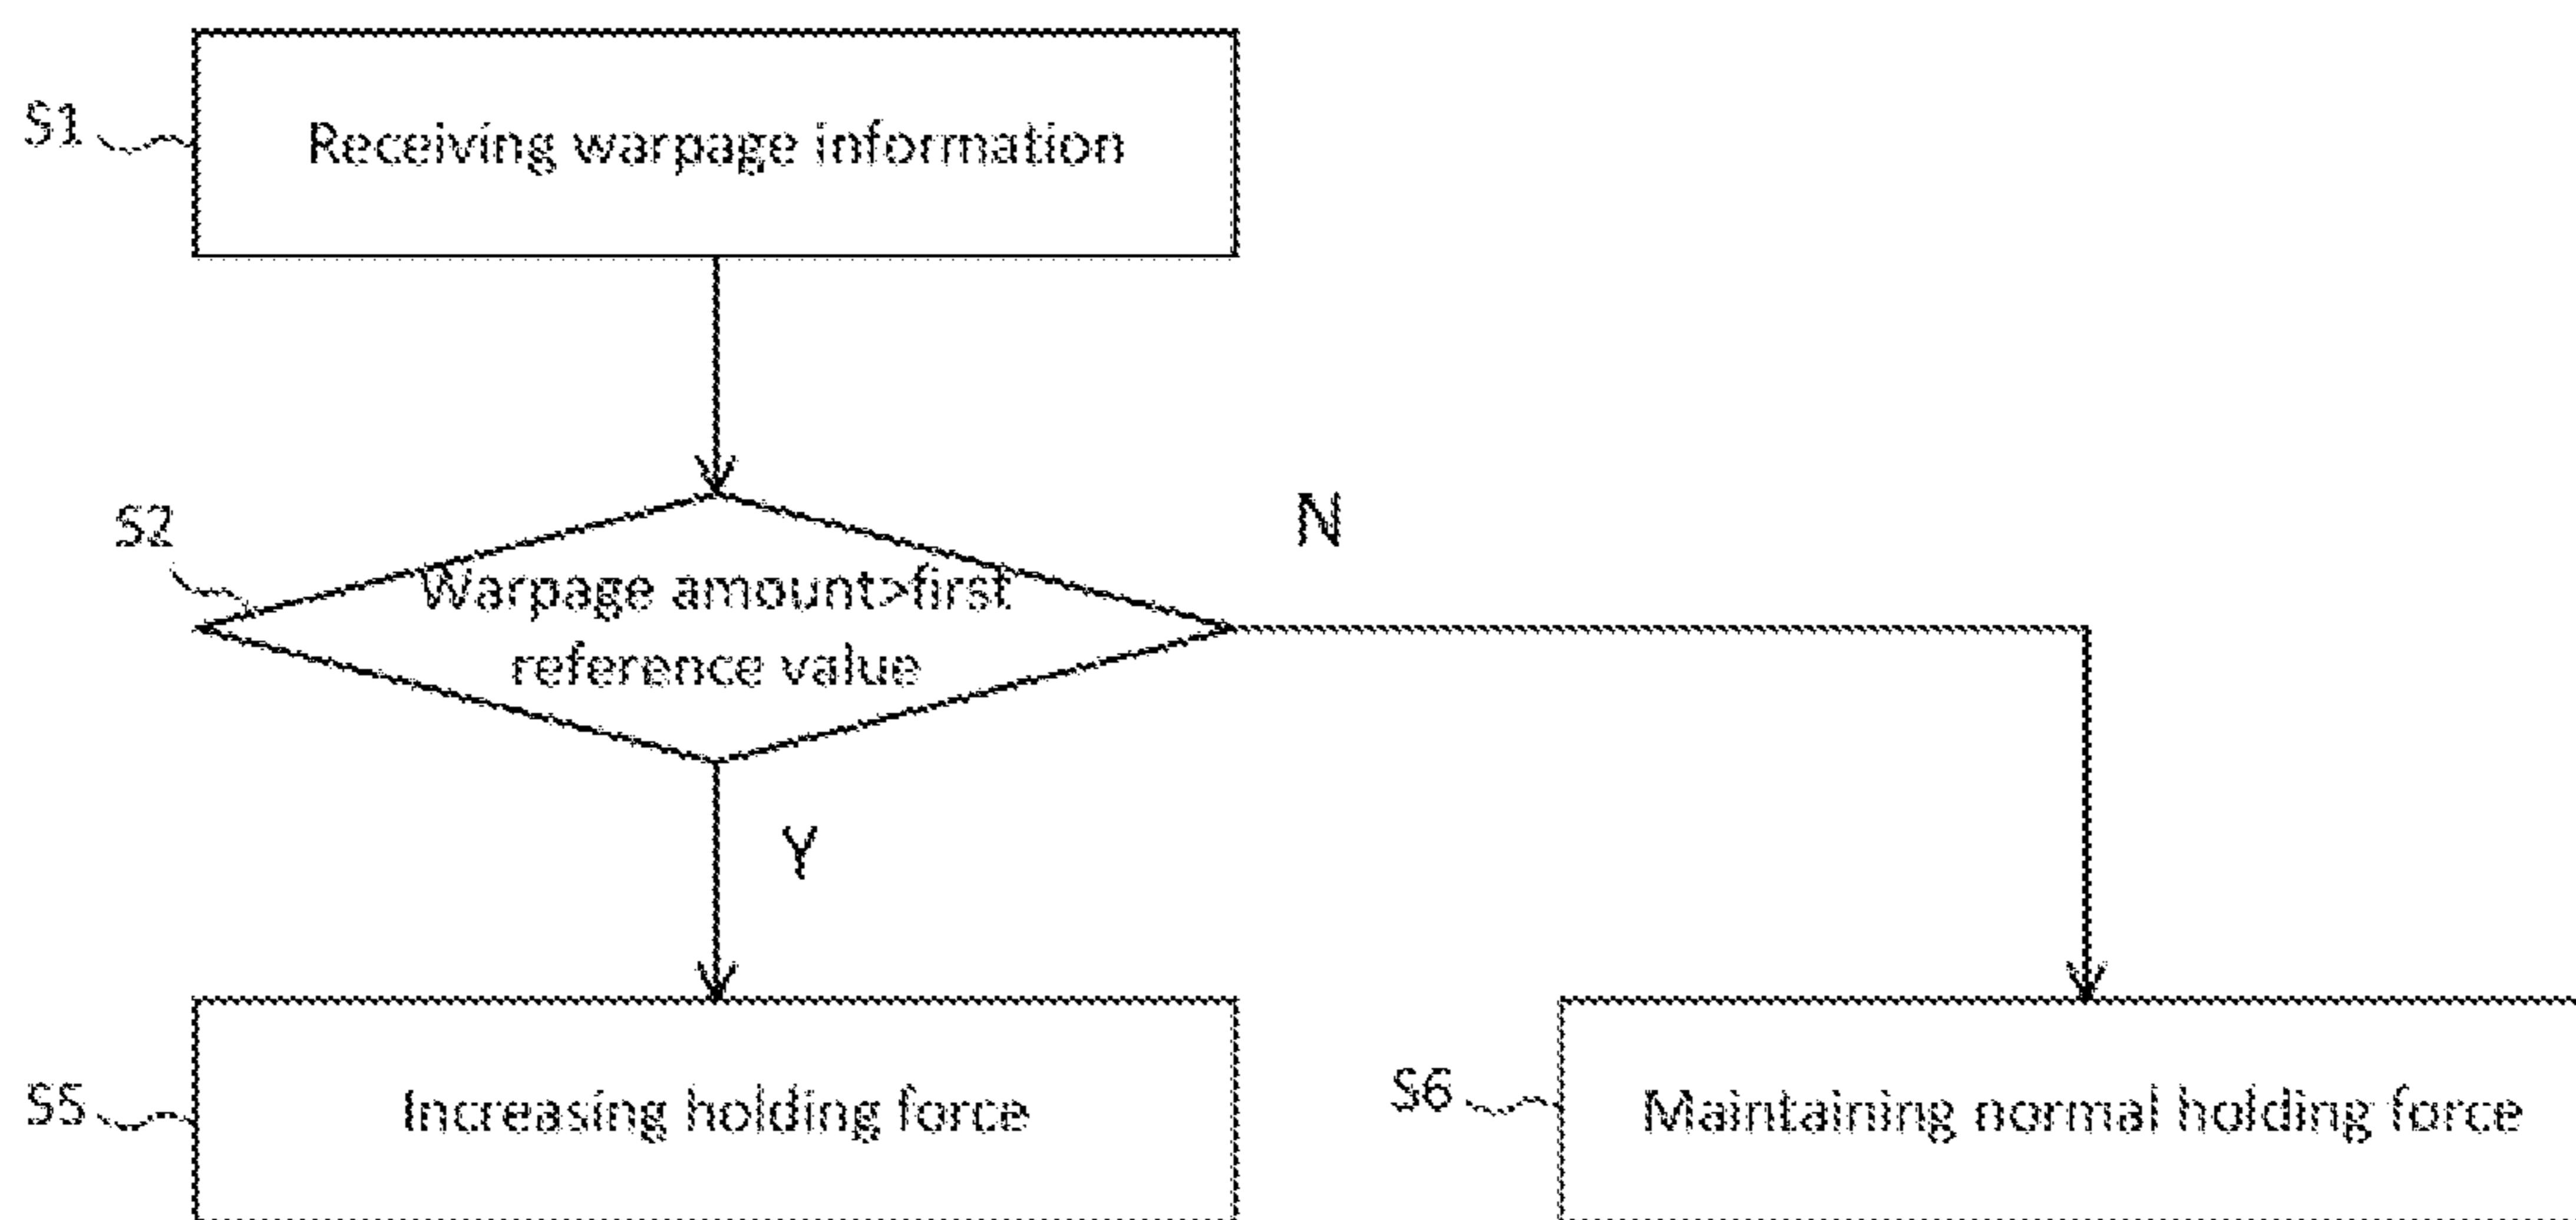 S1
Receiving warpage information
S2
N
Warpage amount>first
reference value
Y
S5
Increasing holding force
S6
Maintaining normal holding force